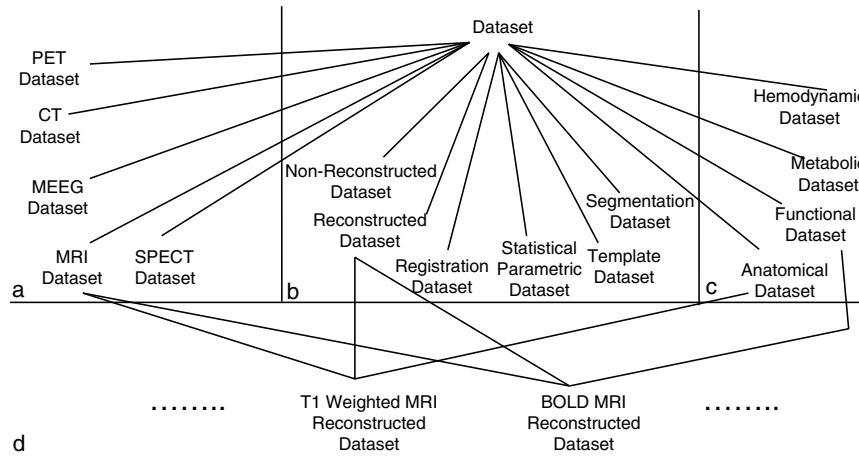 Dataset
PET
Dataset
CT
Dataset
MEEG
Dataset
MRI
Dataset
SPECT
Dataset
a
Non-Reconstructed
Dataset
Reconstructed
Dataset
Registration
Dataset
Statistical
Parametric
Dataset
Template
Dataset
Segmentation
Dataset
b
Hemodynamic
Dataset
Metabolic
Dataset
Functional
Dataset
Anatomical
Dataset
c
........
T1 Weighted MRI
Reconstructed
Dataset
BOLD MRI
Reconstructed
Dataset
........
d